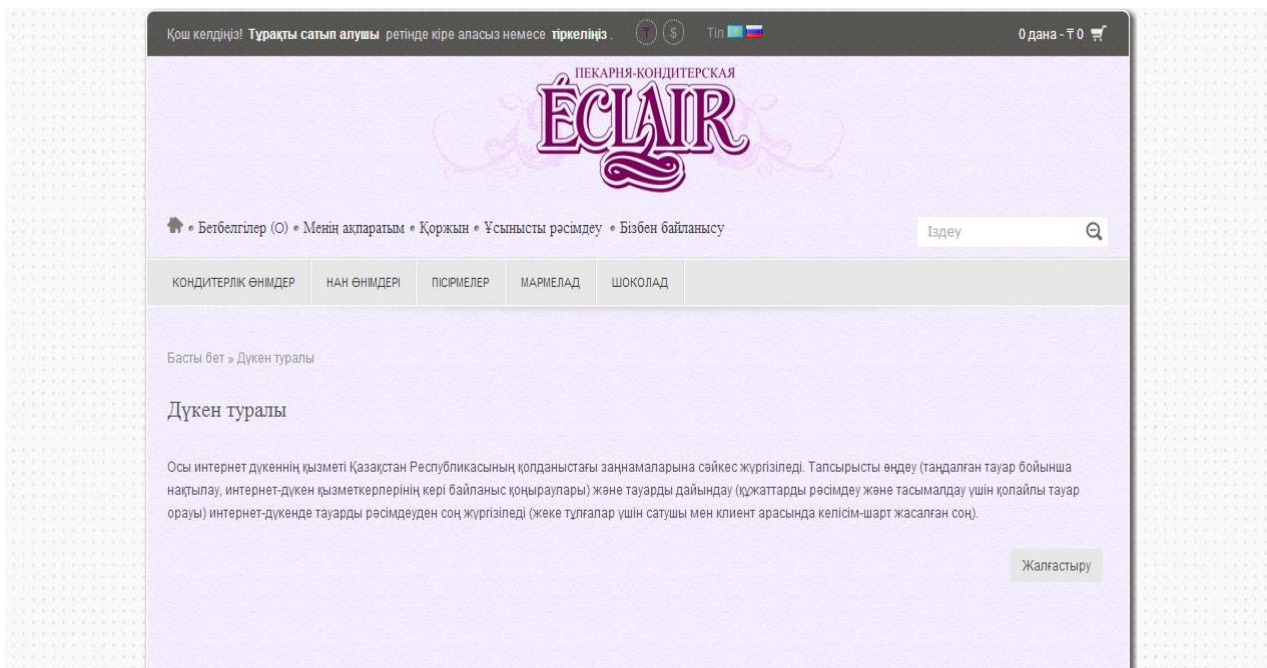 Қош келдіңіз! Тұрақты сатып алушы ретінде кіре аласыз немесе тіркеліңіз . ₸ $ Тіл 0 дана - ₸ 0
ПЕКАРНЯ-КОНДИТЕРСКАЯ
ÉCLAIR
• Бетбелгілер (0) • Менің ақпаратым • Қоржын • Ұсынысты рәсімдеу • Бізбен байланысу Іздеу
КОНДИТЕРЛІК ӨНІМДЕР НАН ӨНІМДЕРІ ПІСІРМЕЛЕР МАРМЕЛАД ШОКОЛАД
Басты бет » Дүкен туралы
Дүкен туралы
Осы интернет дүкеннің қызметі Қазақстан Республикасының қолданыстағы заңнамаларына сәйкес жүргізіледі. Тапсырысты өңдеу (таңдалған тауар бойынша
нақтылау, интернет-дүкен қызметкерлерінің кері байланыс қоңыраулары) және тауарды дайындау (құжаттарды рәсімдеу және тасымалдау үшін қолайлы тауар
орауы) интернет-дүкенде тауарды рәсімдеуден соң жүргізіледі (жеке тұлғалар үшін сатушы мен клиент арасында келісім-шарт жасалған соң).
Жалғастыру